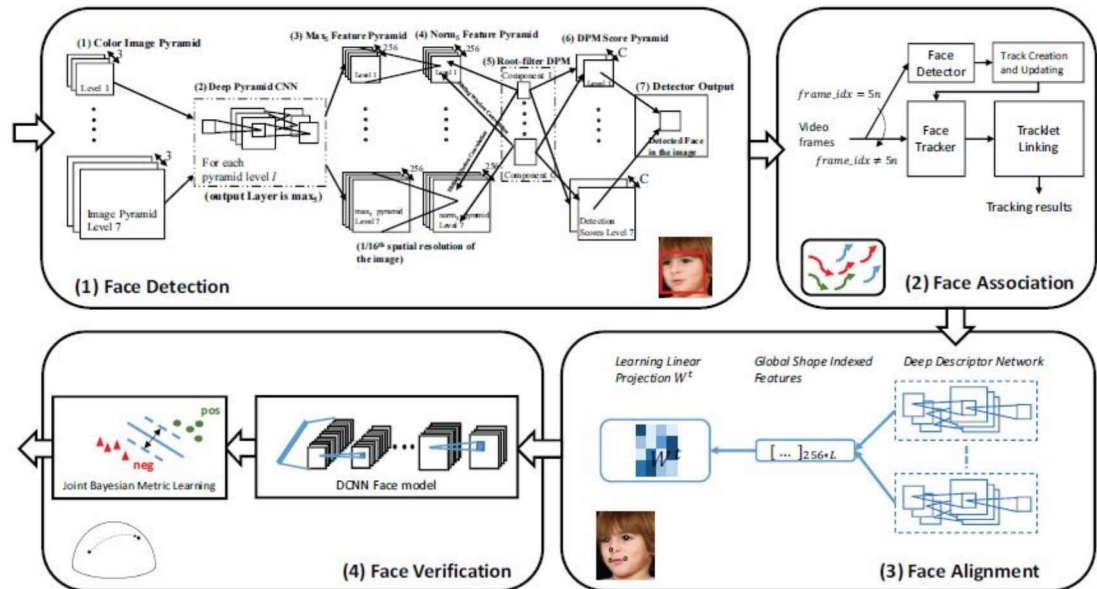 (1) Color Image Pyramid
3
Level 1
3
Image Pyramid
Level 7
(2) Deep Pyramid CNN
For each
pyramid level l
(output Layer is max5)
(3) Max5 Feature Pyramid
256
Level 1
256
max5 pyramid
Level 7
(1/16th spatial resolution of
the image)
(4) Norm5 Feature Pyramid
256
Level 1
256
norm5 pyramid
Level 7
(5) Root-filter DPM
Component 1
Component C
(6) DPM Score Pyramid
C
Level 1
C
Detection
Scores Level 7
(7) Detector Output
Detected Face
in the image
(1) Face Detection
Face
Detector
Track Creation
and Updating
frame_idx = 5n
Video
frames
frame_idx ≠ 5n
Face
Tracker
Tracklet
Linking
Tracking results
(2) Face Association
Learning Linear
Projection Wt
Global Shape Indexed
Features
Deep Descriptor Network
Wt
[ ... ]256*L
(3) Face Alignment
pos
neg
Joint Bayesian Metric Learning
DCNN Face model
(4) Face Verification